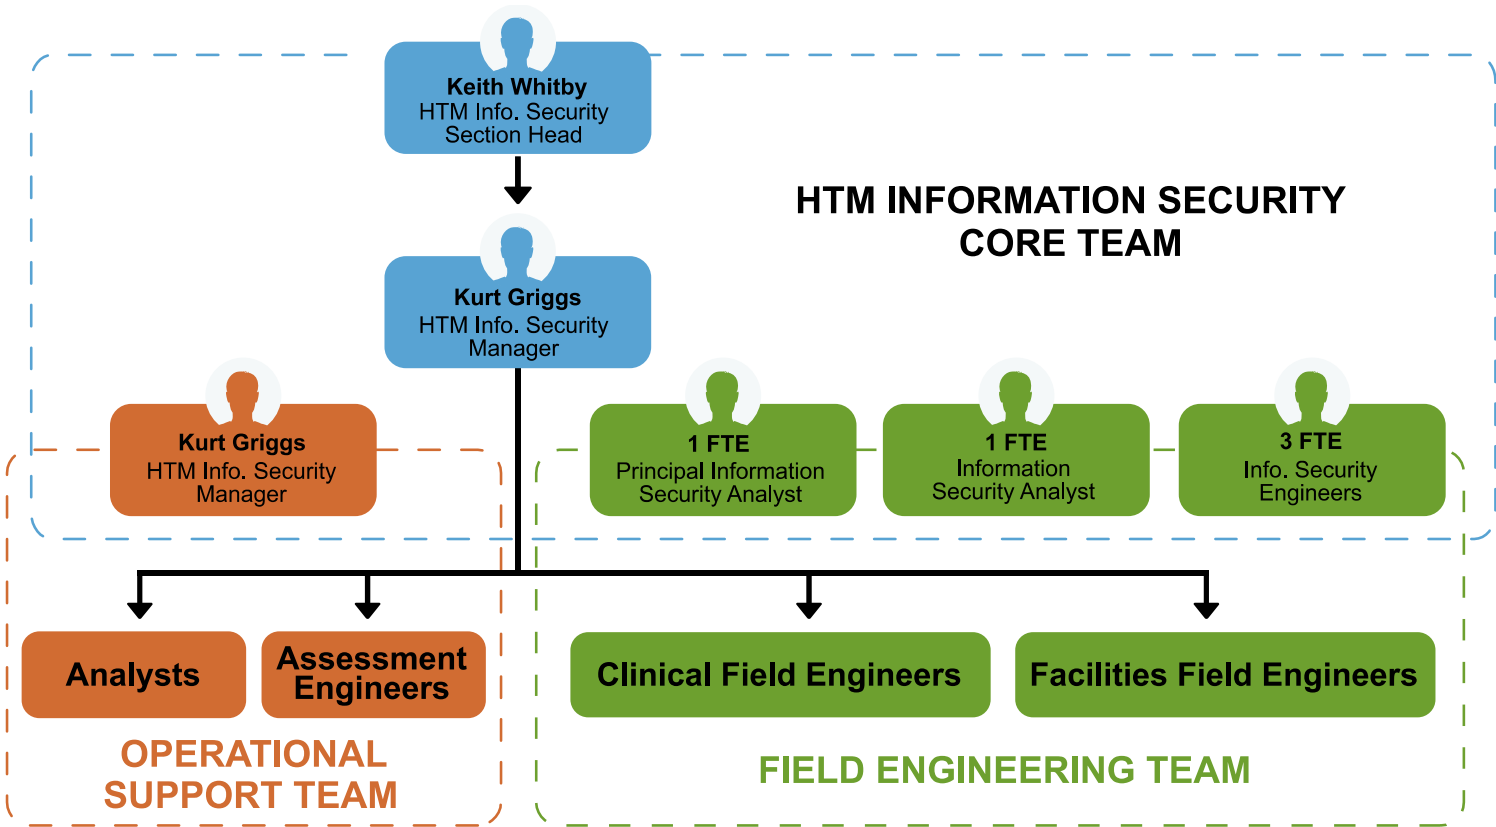 Keith Whitby
HTM Info. Security
Section Head
HTM INFORMATION SECURITY
CORE TEAM
Kurt Griggs
HTM Info. Security
Manager
Kurt Griggs
HTM Info. Security
Manager
1 FTE
Principal Information
Security Analyst
1 FTE
Information
Security Analyst
3 FTE
Info. Security
Engineers
Analysts
Assessment
Engineers
Clinical Field Engineers
Facilities Field Engineers
OPERATIONAL
SUPPORT TEAM
FIELD ENGINEERING TEAM